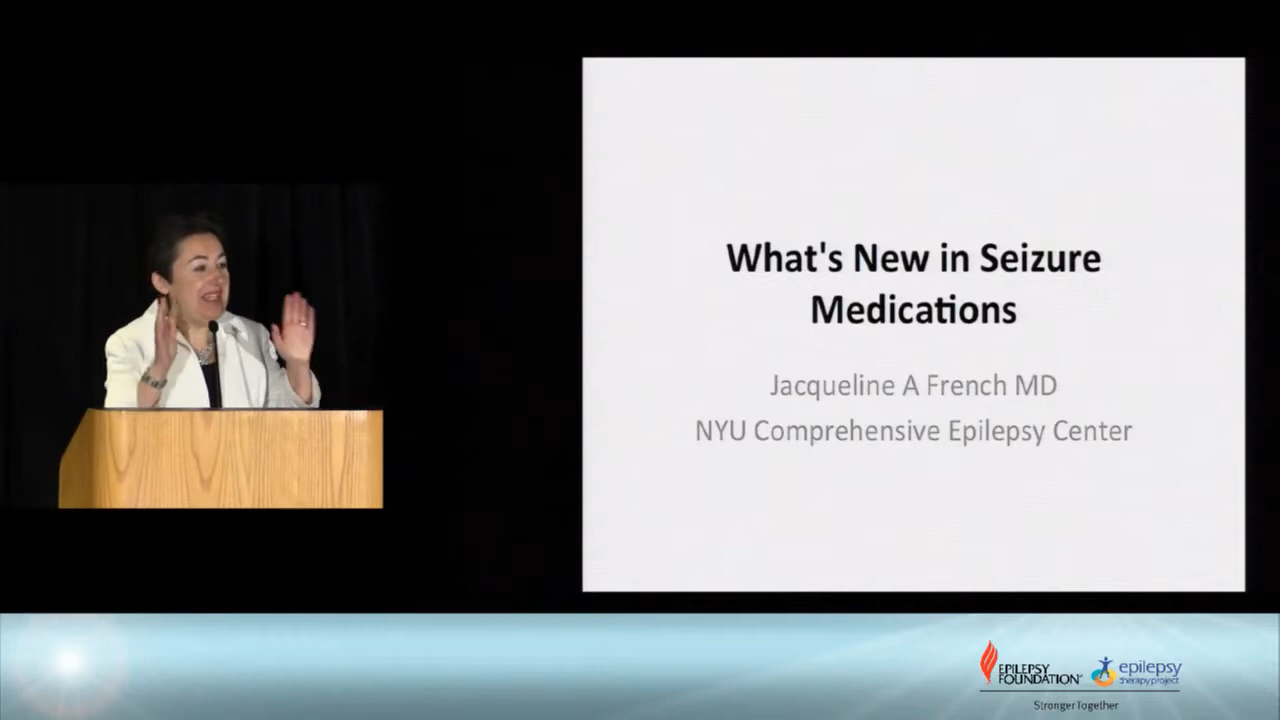 What's New in Seizure
Medications
Jacqueline A French MD
NYU Comprehensive Epilepsy Center
EPILEPSY
FOUNDATION
epilepsy
therapy project
Stronger Together